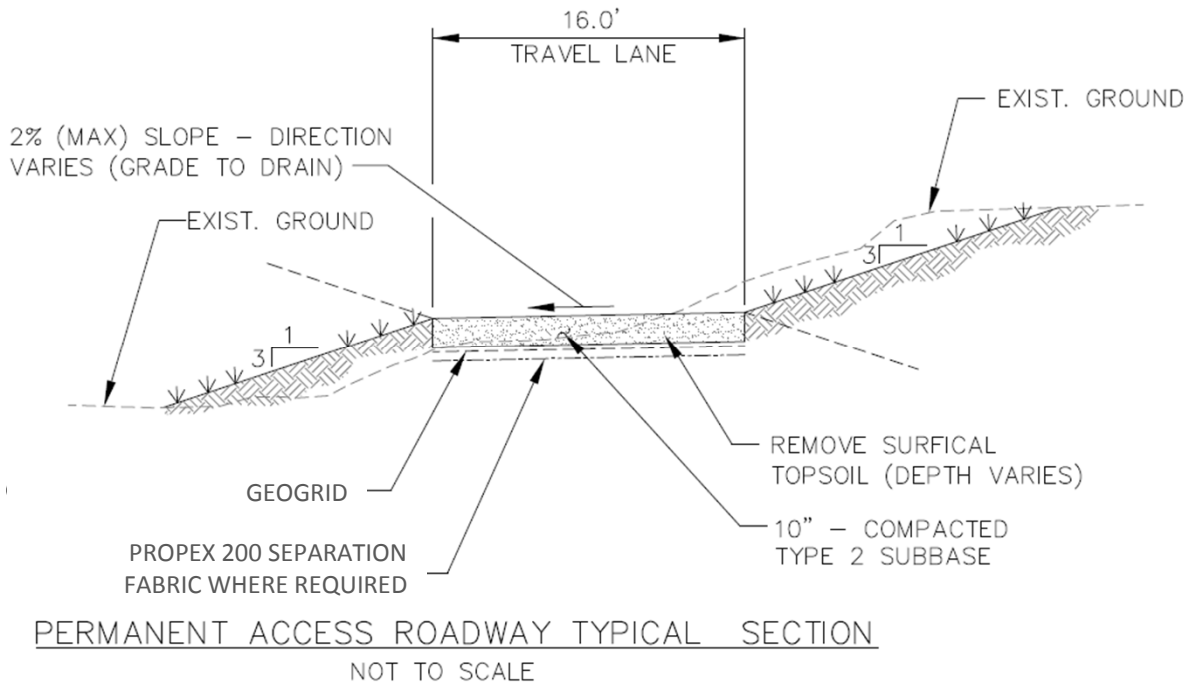 16.0'
TRAVEL LANE
EXIST. GROUND
2% (MAX) SLOPE – DIRECTION
VARIES (GRADE TO DRAIN)
EXIST. GROUND
1
3
1
3
REMOVE SURFICAL
TOPSOIL (DEPTH VARIES)
GEOGRID
10" – COMPACTED
TYPE 2 SUBBASE
PROPEX 200 SEPARATION
FABRIC WHERE REQUIRED
PERMANENT ACCESS ROADWAY TYPICAL SECTION
NOT TO SCALE